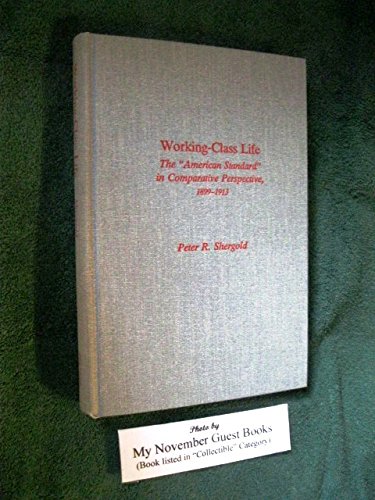 Working-Class Life
The "American Standard"
in Comparative Perspective,
1899-1913
Peter R. Shergold
Photo by
My November Guest Books
(Book listed in "Collectible" Category)